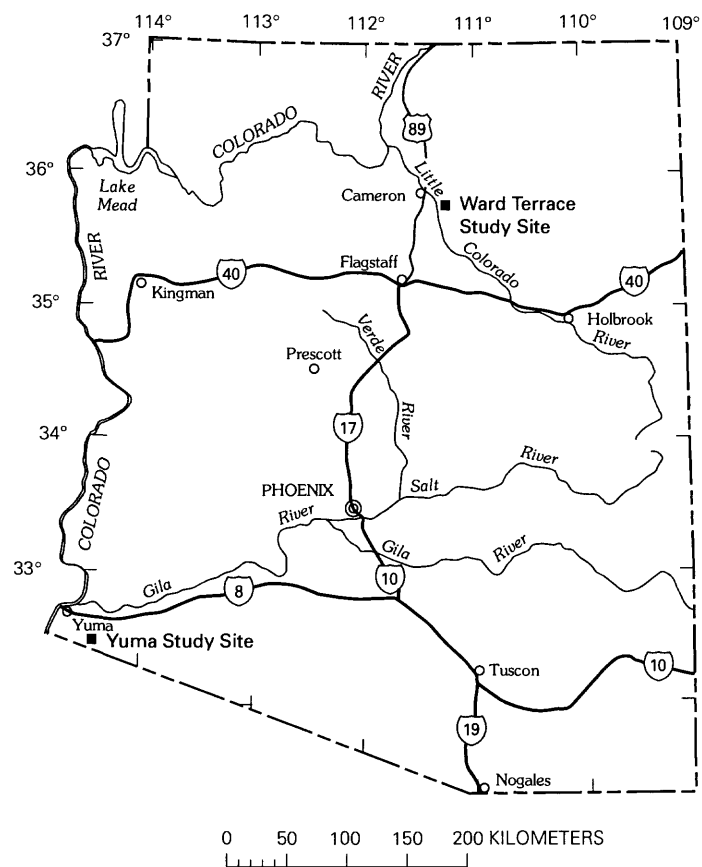 114° 113° 112° 111° 110° 109°
37°
RIVER
89
COLORADO
36°
Lake
Mead
Little
Cameron
Ward Terrace
Study Site
RIVER
Flagstaff
Colorado
40
40
Kingman
35°
Holbrook
River
Verde
Prescott
River
17
34°
River
COLORADO
PHOENIX
Salt
River
33°
Gila
River
Gila
10
8
Yuma
Yuma Study Site
Tuscon
10
19
Nogales
0 50 100 150 200 KILOMETERS